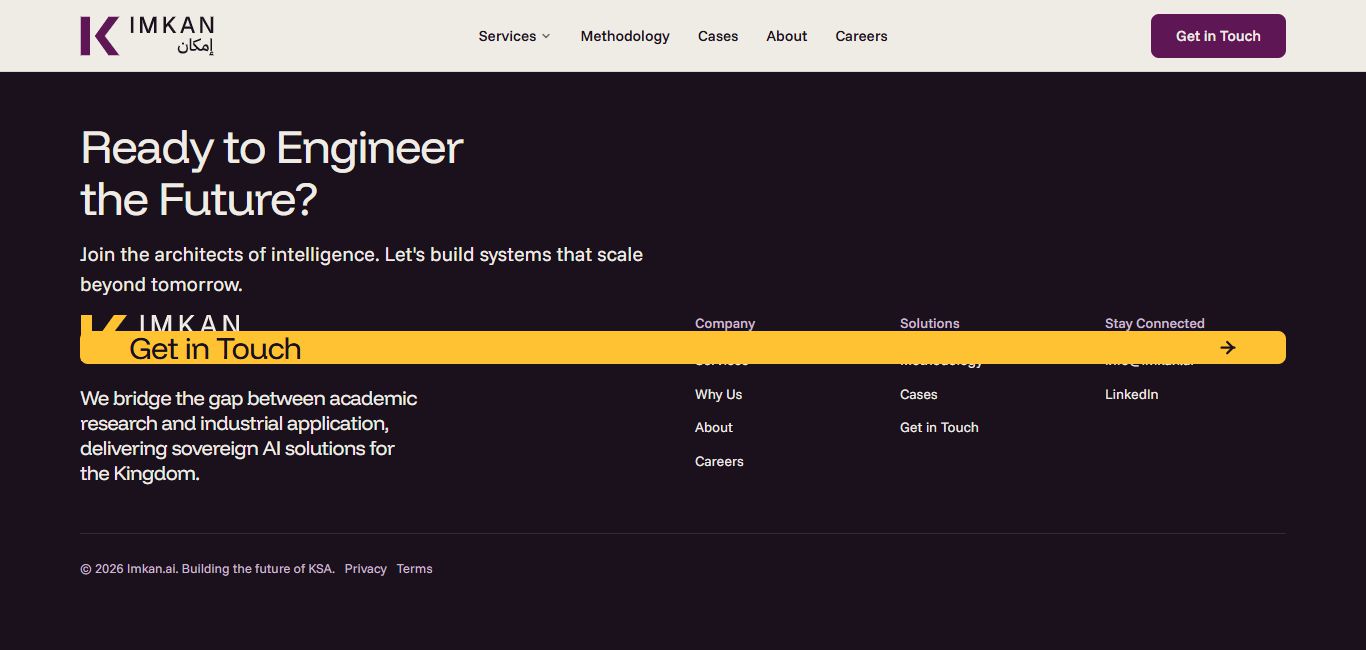 IMKAN
إمكان
Services
Methodology
Cases
About
Careers
Get in Touch
Ready to Engineer
the Future?
Join the architects of intelligence. Let's build systems that scale
beyond tomorrow.
IMKAN
Company
Solutions
Stay Connected
Get in Touch
We bridge the gap between academic
research and industrial application,
delivering sovereign AI solutions for
the Kingdom.
Why Us
About
Careers
Cases
Get in Touch
LinkedIn
© 2026 Imkan.ai. Building the future of KSA. Privacy Terms